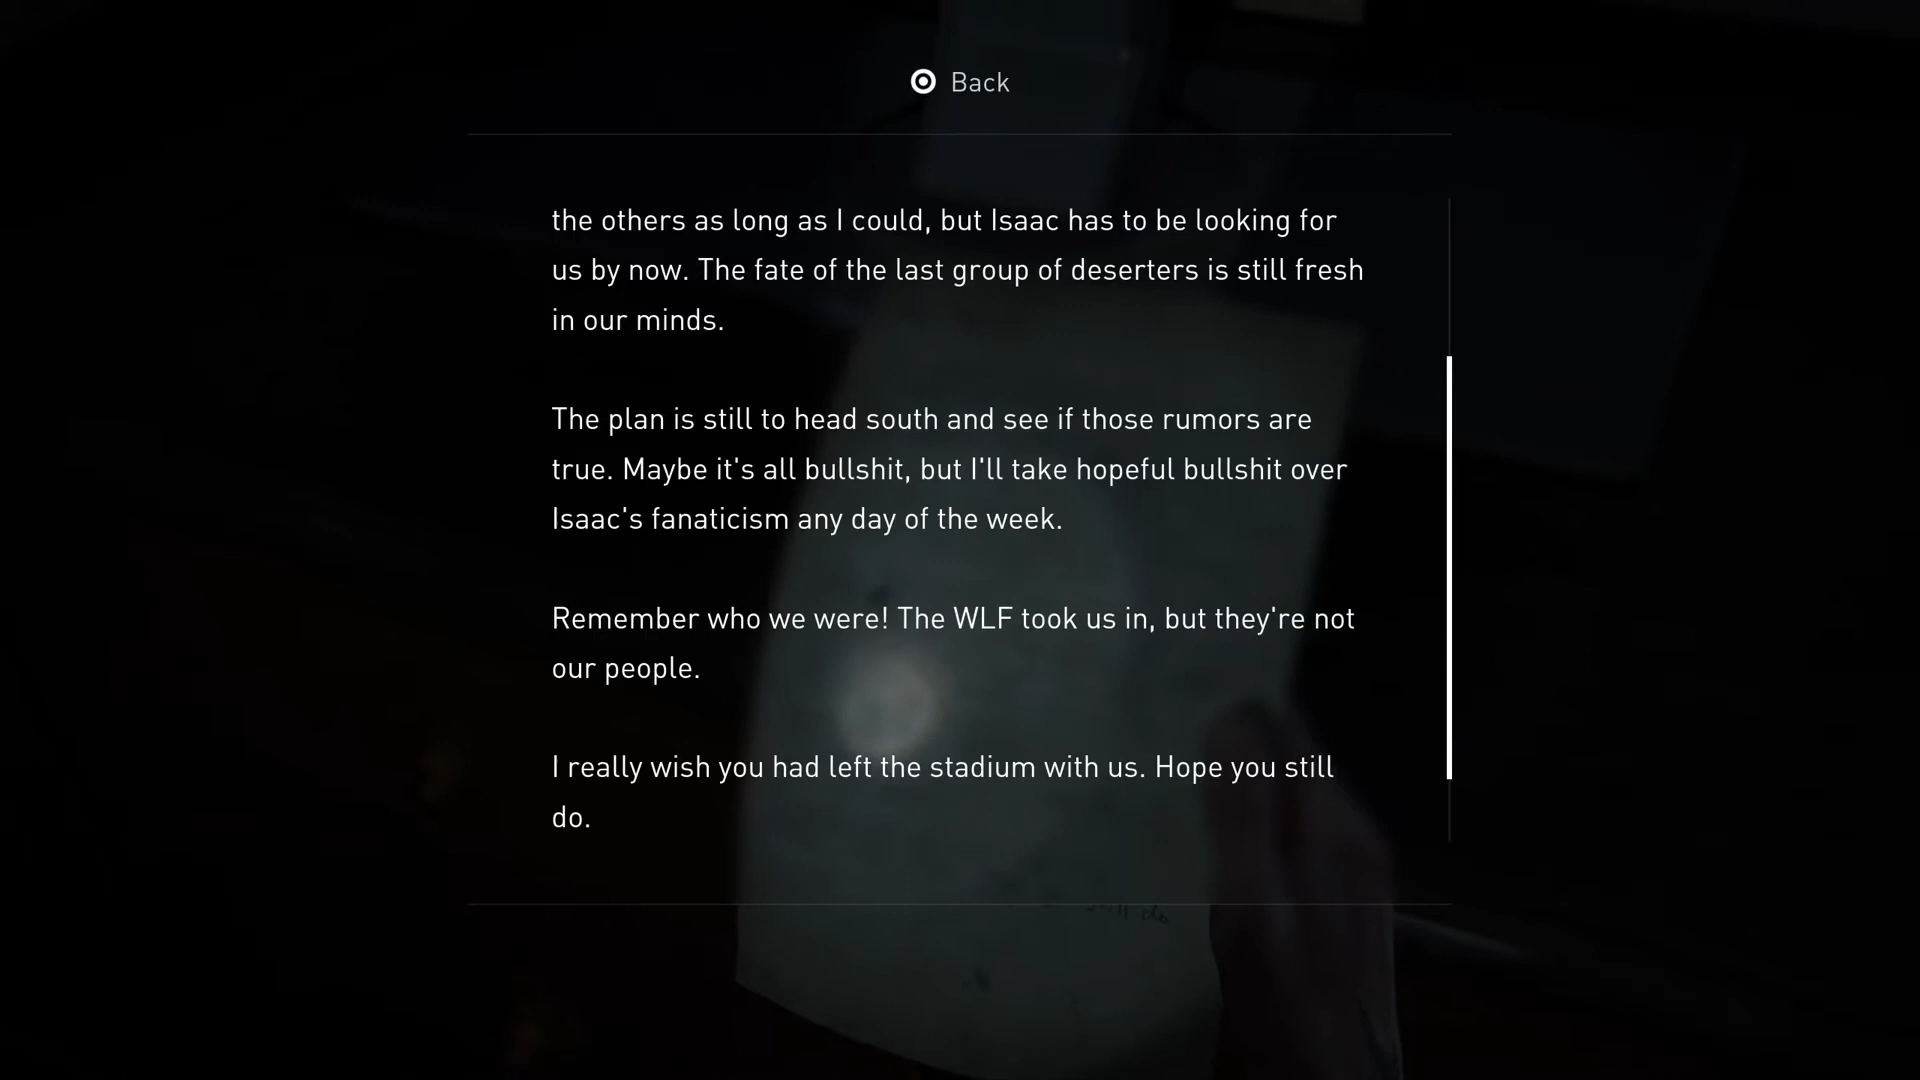 Back
the others as long as I could, but Isaac has to be looking for
us by now. The fate of the last group of deserters is still fresh
in our minds.
The plan is still to head south and see if those rumors are
true. Maybe it's all bullshit, but I'll take hopeful bullshit over
Isaac's fanaticism any day of the week.
Remember who we were! The WLF took us in, but they're not
our people.
I really wish you had left the stadium with us. Hope you still
do.
still do